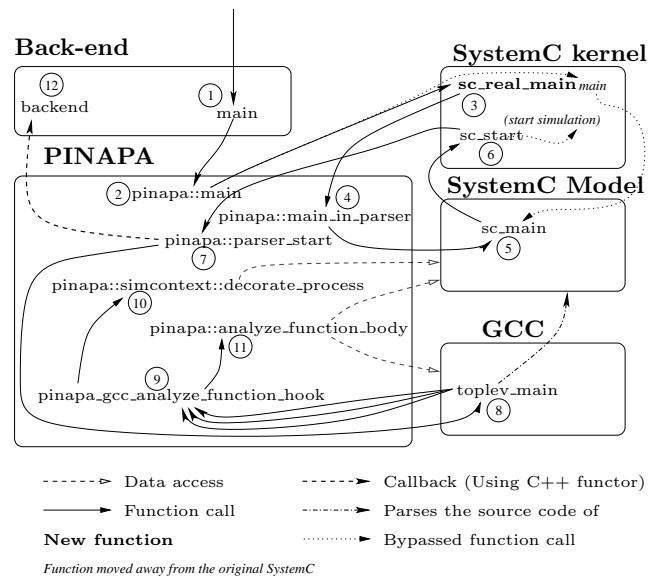 Back-end
SystemC kernel
12
backend
1
main
sc_real_main main
3
(start simulation)
sc_start
6
PINAPA
SystemC Model
2 pinapa::main
4
pinapa::main_in_parser
sc_main
5
pinapa::parser_start
7
pinapa::simcontext::decorate_process
10
pinapa::analyze_function_body
11
GCC
9
pinapa_gcc_analyze_function_hook
toplev_main
8
Data access
Callback (Using C++ functor)
Function call
Parses the source code of
New function
Bypassed function call
Function moved away from the original SystemC